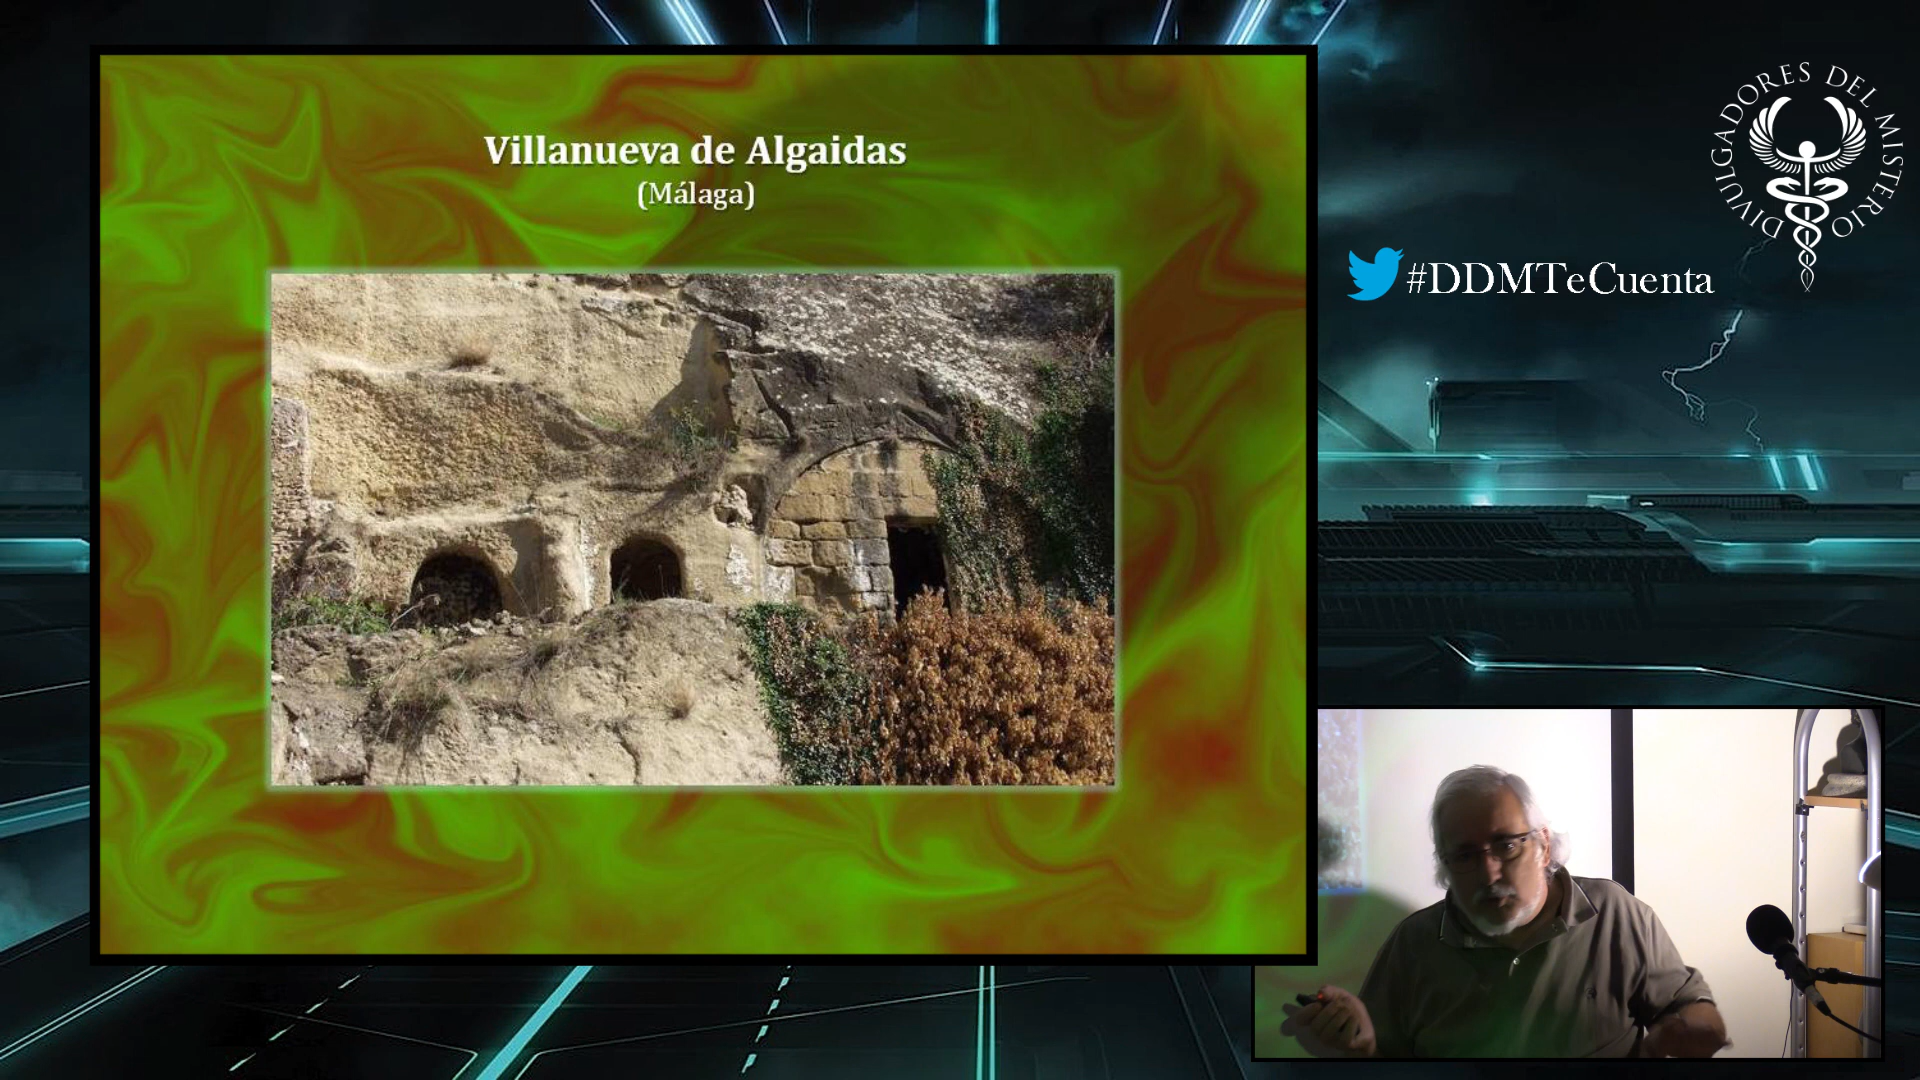 Villanueva de Algaidas
(Málaga)
DIVULGADORES DEL MISTERIO
#DDMTeCuenta